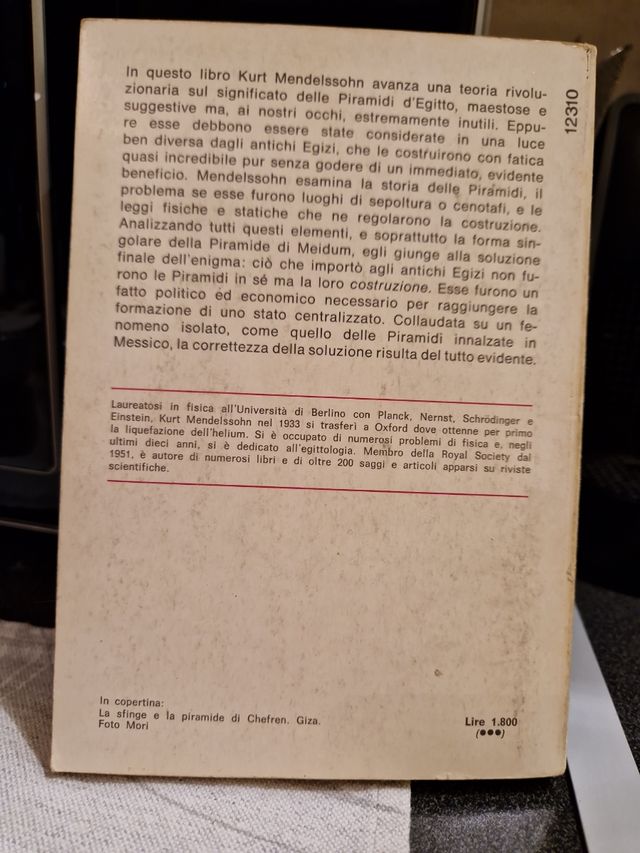 In questo libro Kurt Mendelssohn avanza una teoria rivolu-
zionaria sul significato delle Piramidi d'Egitto, maestose e
suggestive ma, ai nostri occhi, estremamente inutili. Eppu-
re esse debbono essere state considerate in una luce
ben diversa dagli antichi Egizi, che le costruirono con fatica
quasi incredibile pur senza godere di un immediato, evidente
beneficio. Mendelssohn esamina la storia delle Piramidi, il
problema se esse furono luoghi di sepoltura o cenotafi, e le
leggi fisiche e statiche che ne regolarono la costruzione.
Analizzando tutti questi elementi, e soprattutto la forma sin-
golare della Piramide di Meidum, egli giunge alla soluzione
finale dell'enigma: ciò che importò agli antichi Egizi non fu-
rono le Piramidi in sé ma la loro costruzione. Esse furono un
fatto politico ed economico necessario per raggiungere la
formazione di uno stato centralizzato. Collaudata su un fe-
nomeno isolato, come quello delle Piramidi innalzate in
Messico, la correttezza della soluzione risulta del tutto evidente.
12310
Laureatosi in fisica all'Università di Berlino con Planck, Nernst, Schrödinger e
Einstein, Kurt Mendelssohn nel 1933 si trasferì a Oxford dove ottenne per primo
la liquefazione dell'helium. Si è occupato di numerosi problemi di fisica e, negli
ultimi dieci anni, si è dedicato all'egittologia. Membro della Royal Society dal
1951, è autore di numerosi libri e di oltre 200 saggi e articoli apparsi su riviste
scientifiche.
In copertina:
La sfinge e la piramide di Chefren. Giza.
Foto Mori
Lire 1.800
(●●●)